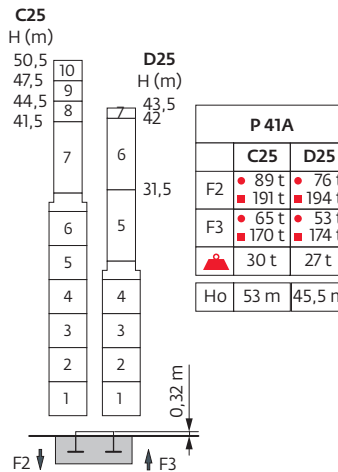 C25
H (m)
50,5
47,5
44,5
41,5
10
9
8
7
6
5
4
3
2
1
D25
H (m)
43,5
42
31,5
7
6
5
4
3
2
1
P 41A
C25 D25
F2 89 t 76 t
191 t 194 t
F3 65 t 53 t
170 t 174 t
30 t 27 t
Ho 53 m 45,5 m
0,32 m
F2 F3